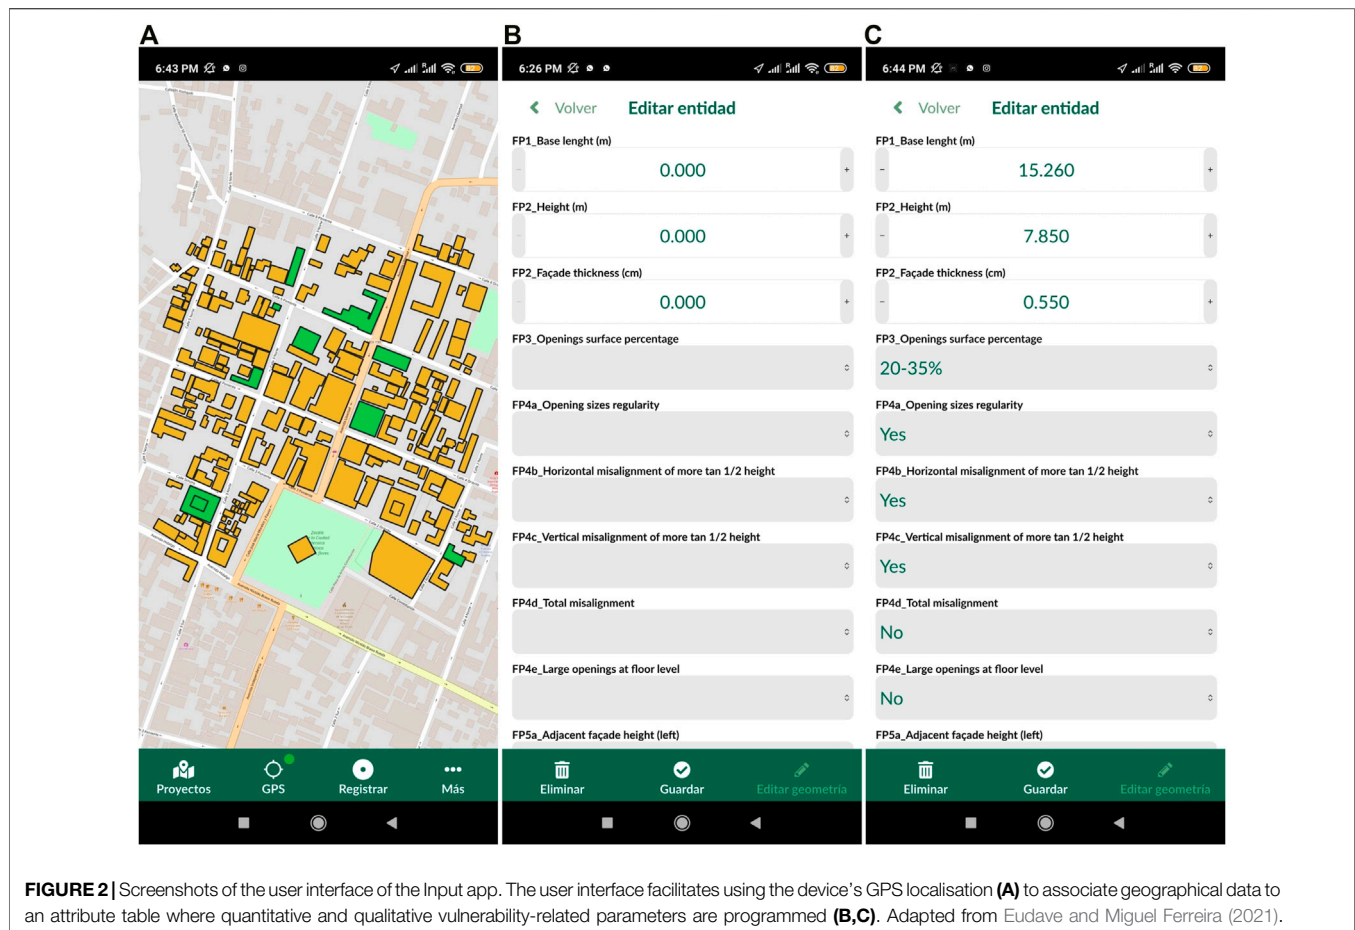 A
B
C
6:43 PM
Proyectos
GPS
Registrar
Más
6:26 PM
Volver
Editar entidad
FP1_Base lenght (m)
0.000
FP2_Height (m)
0.000
FP2_Façade thickness (cm)
0.000
FP3_Openings surface percentage
FP4a_Opening sizes regularity
FP4b_Horizontal misalignment of more tan 1/2 height
FP4c_Vertical misalignment of more tan 1/2 height
FP4d_Total misalignment
FP4e_Large openings at floor level
FP5a_Adjacent façade height (left)
Eliminar
Guardar
Editar geometría
6:44 PM
Volver
Editar entidad
FP1_Base lenght (m)
15.260
FP2_Height (m)
7.850
FP2_Façade thickness (cm)
0.550
FP3_Openings surface percentage
20-35%
FP4a_Opening sizes regularity
Yes
FP4b_Horizontal misalignment of more tan 1/2 height
Yes
FP4c_Vertical misalignment of more tan 1/2 height
Yes
FP4d_Total misalignment
No
FP4e_Large openings at floor level
No
FP5a_Adjacent façade height (left)
Eliminar
Guardar
Editar geometría
FIGURE 2 | Screenshots of the user interface of the Input app. The user interface facilitates using the device's GPS localisation (A) to associate geographical data to
an attribute table where quantitative and qualitative vulnerability-related parameters are programmed (B,C). Adapted from Eudave and Miguel Ferreira (2021).